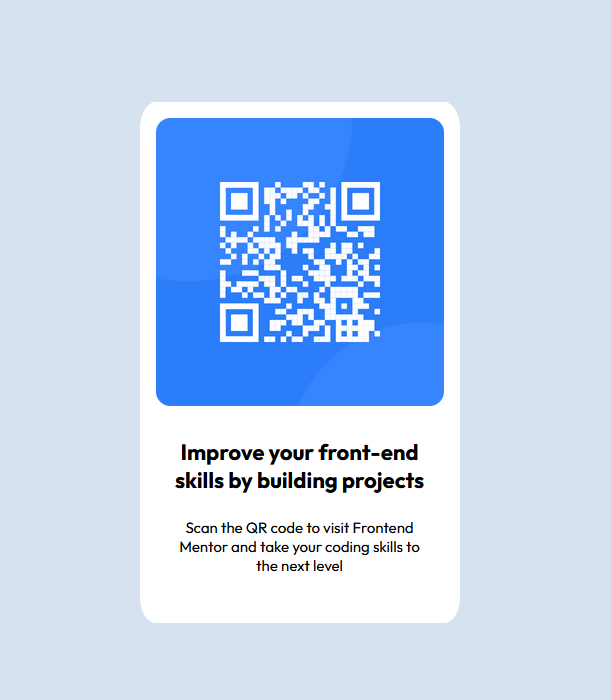 Improve your front-end
skills by building projects
Scan the QR code to visit Frontend
Mentor and take your coding skills to
the next level